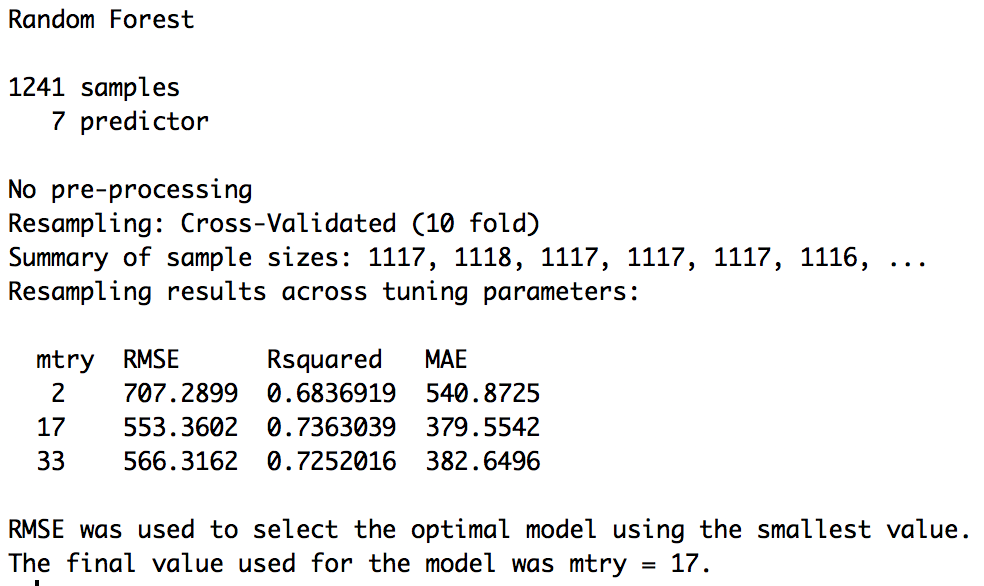 Random Forest
1241 samples
7 predictor
No pre-processing
Resampling: Cross-Validated (10 fold)
Summary of sample sizes: 1117, 1118, 1117, 1117, 1117, 1116, ...
Resampling results across tuning parameters:
mtry RMSE Rsquared MAE
2 707.2899 0.6836919 540.8725
17 553.3602 0.7363039 379.5542
33 566.3162 0.7252016 382.6496
RMSE was used to select the optimal model using the smallest value.
The final value used for the model was mtry = 17.